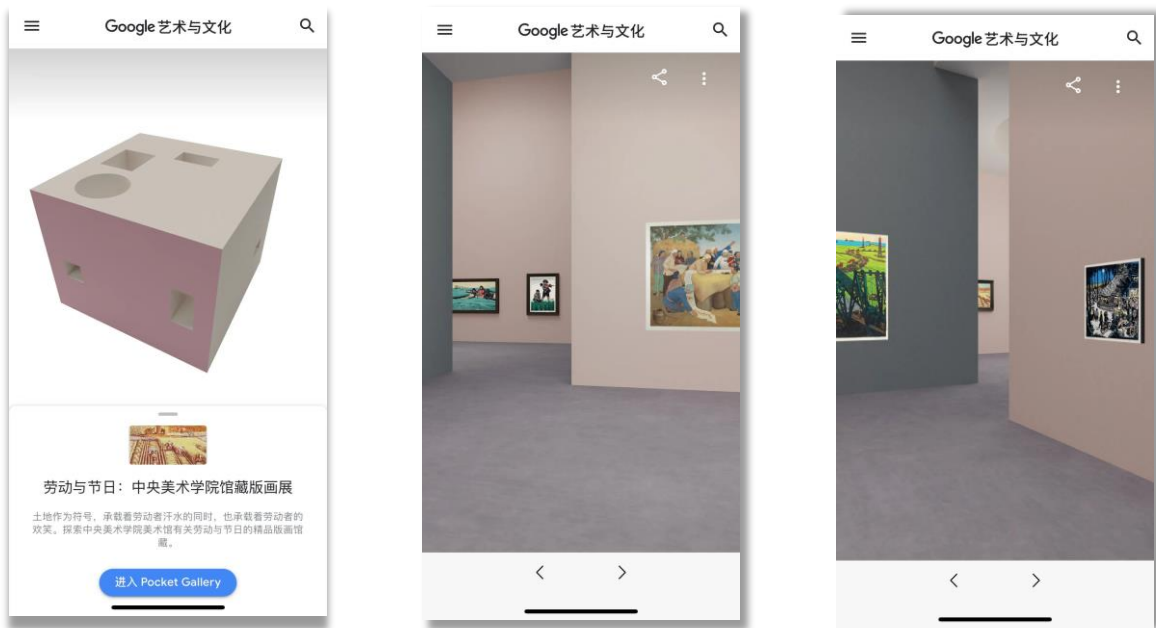 Google 艺术与文化
劳动与节日：中央美术学院馆藏版画展
土地作为符号，承载着劳动者汗水的同时，也承载着劳动者的
欢笑。探索中央美术学院美术馆有关劳动与节日的精品版画馆
藏。
进入 Pocket Gallery
Google 艺术与文化
Google 艺术与文化